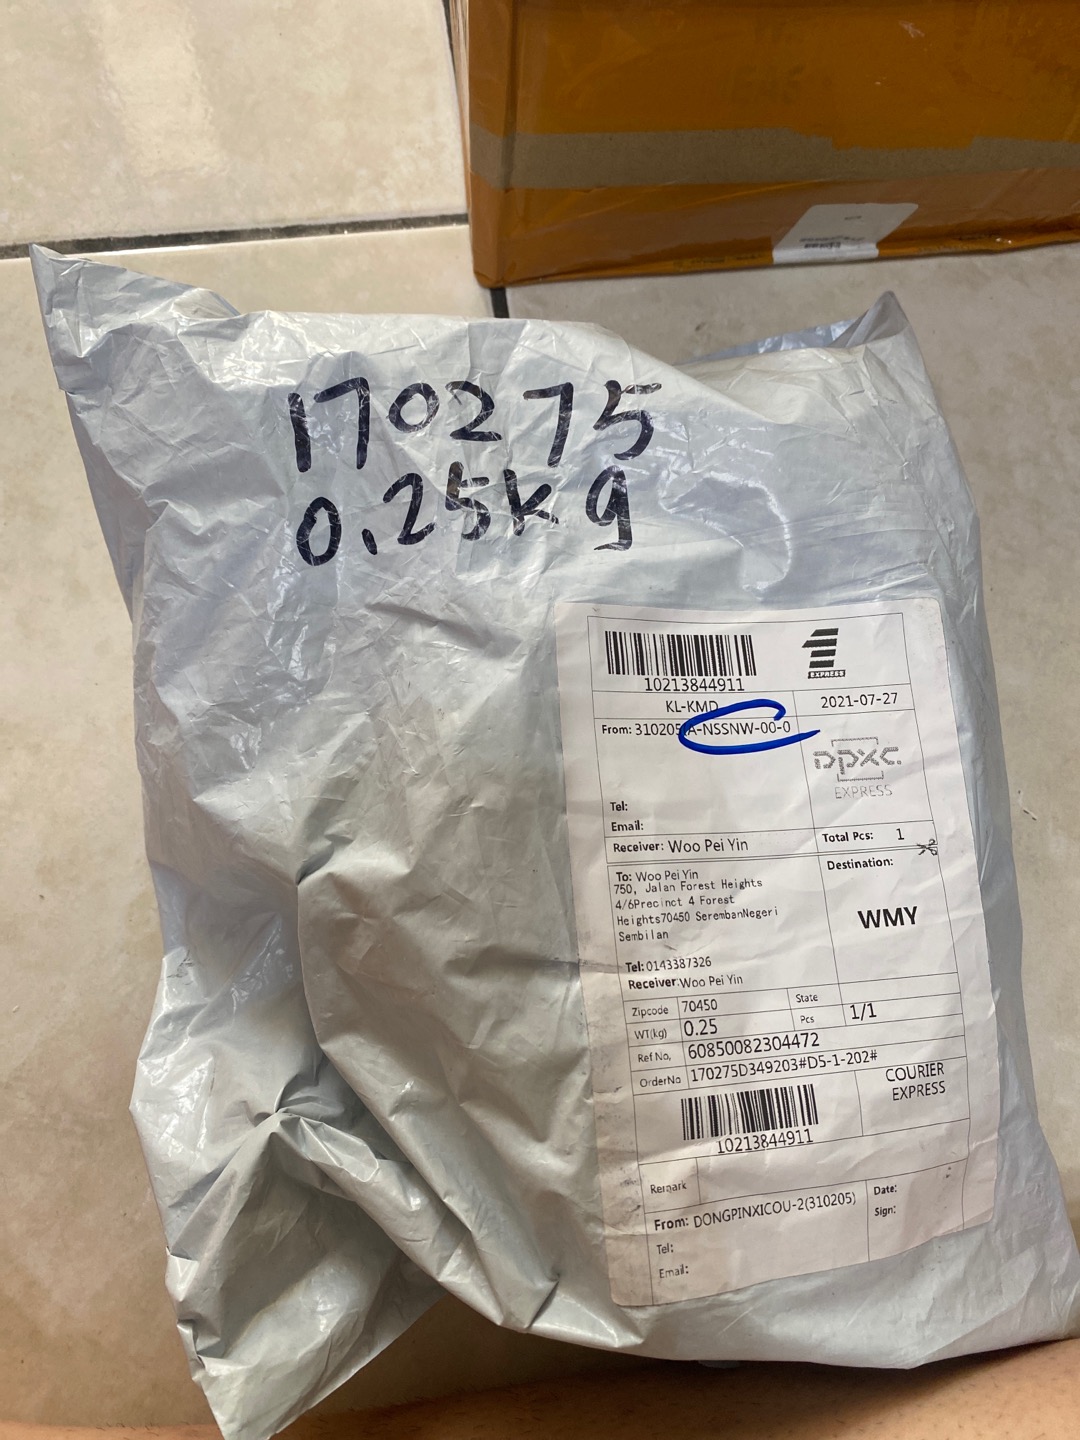 170275
0.25kg
10213844911
EXPRESS
KL-KMD
2021-07-27
From: 310205 A-NSSNW-00-0
DPXC.
EXPRESS
Tel:
Email:
Receiver: Woo Pei Yin
Total Pcs: 1
To: Woo Pei Yin
750, Jalan Forest Heights
4/6Precinct 4 Forest
Heights70450 SerembanNegeri
Sembilan
Destination:
WMY
Tel:0143387326
Receiver:Woo Pei Yin
Zipcode 70450 State
WT(kg) 0.25 Pcs 1/1
Ref No, 60850082304472
OrderNo 170275D349203#D5-1-202#
COURIER
EXPRESS
10213844911
Remark
From: DONGPINXICOU-2(310205)
Date:
Sign:
Tel:
Email: